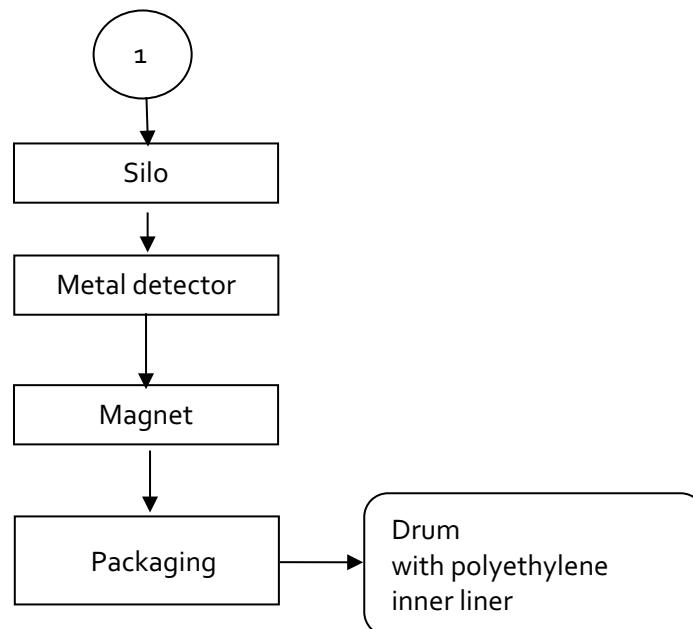 1
Silo
Metal detector
Magnet
Packaging
Drum
with polyethylene
inner liner